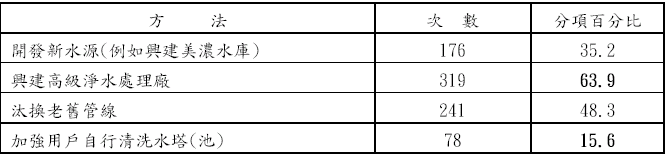 方 法 次 數 分項百分比
開發新水源(例如興建美濃水庫) 176 35.2
興建高級淨水處理廠 319 63.9
汰換老舊管線 241 48.3
加強用戶自行清洗水塔(池) 78 15.6